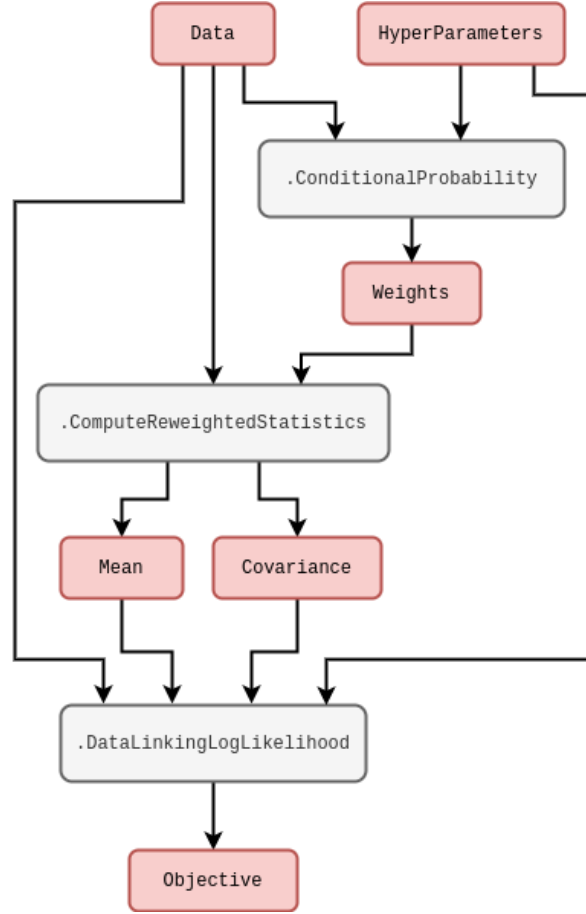 Data
HyperParameters
.ConditionalProbability
Weights
.ComputeReweightedStatistics
Mean
Covariance
.DataLinkingLogLikelihood
Objective